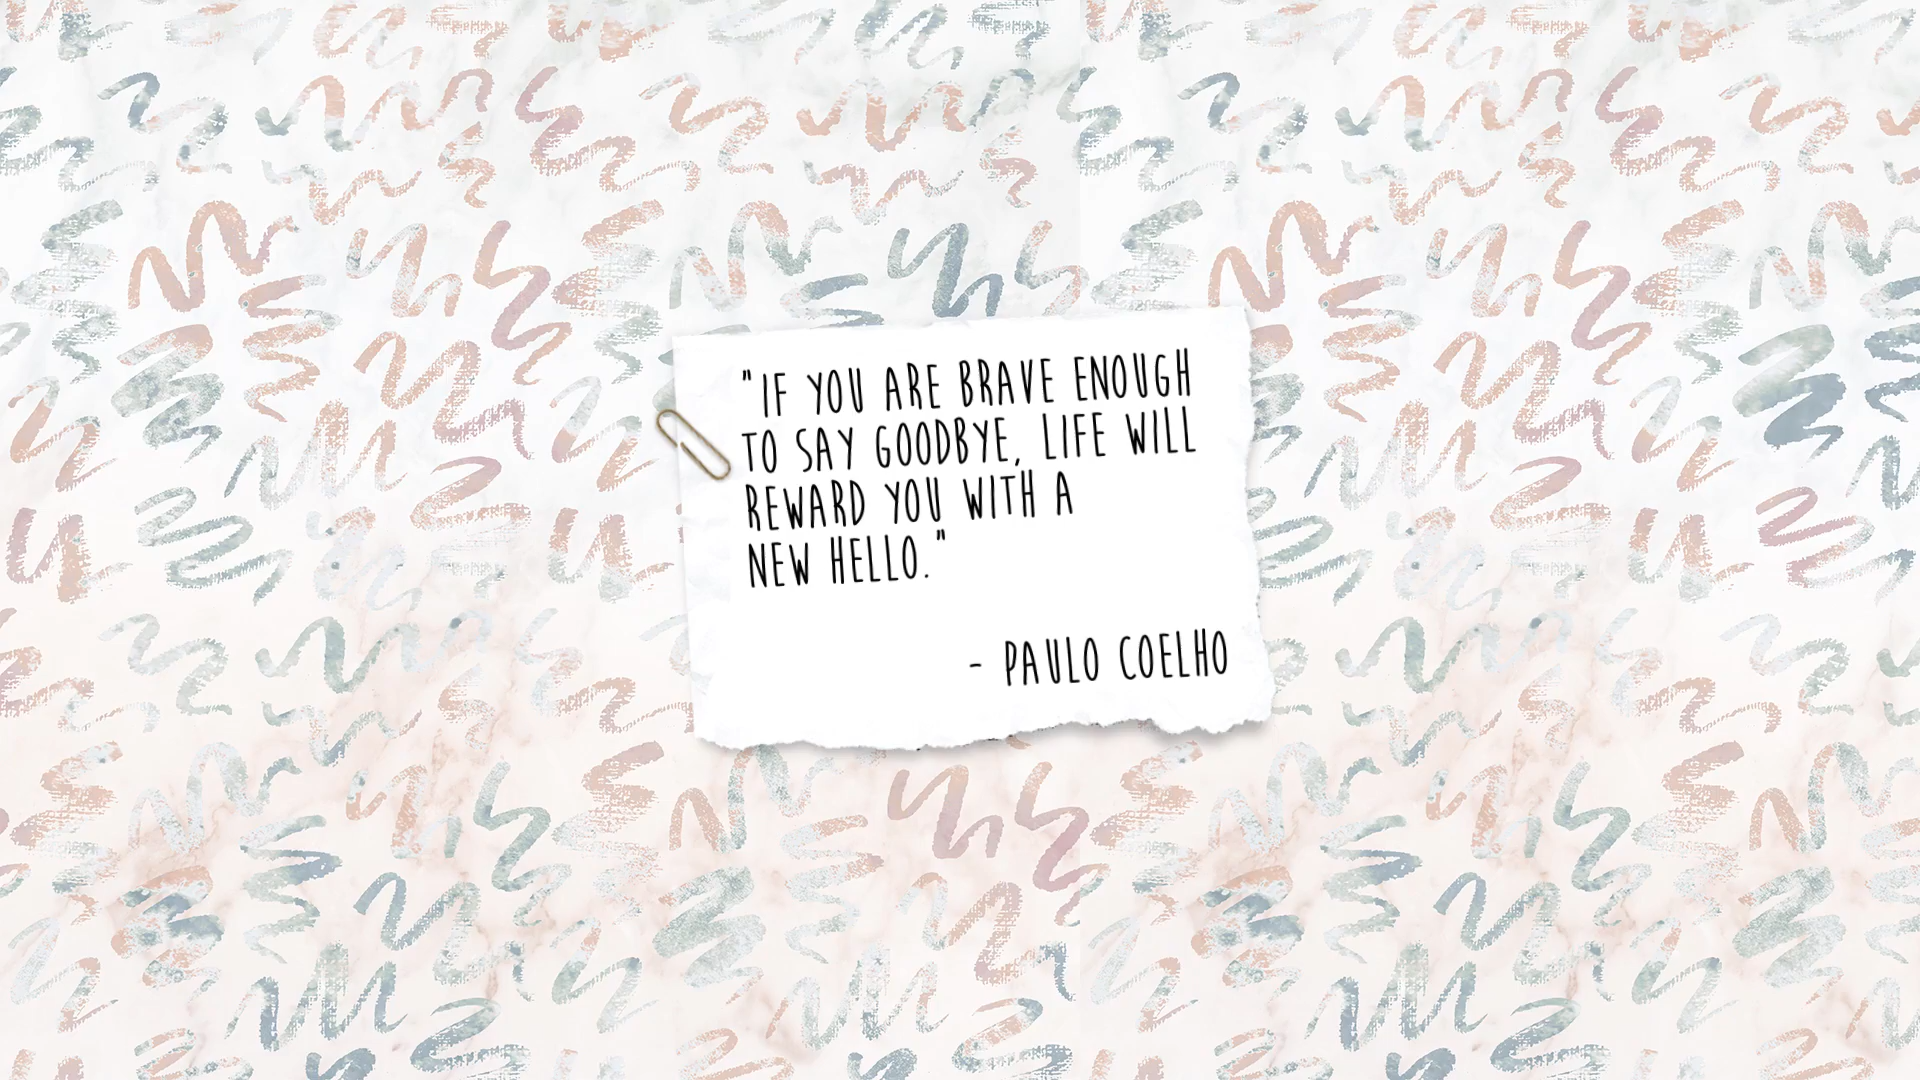 "IF YOU ARE BRAVE ENOUGH
TO SAY GOODBYE, LIFE WILL
REWARD YOU WITH A
NEW HELLO."
- PAULO COELHO